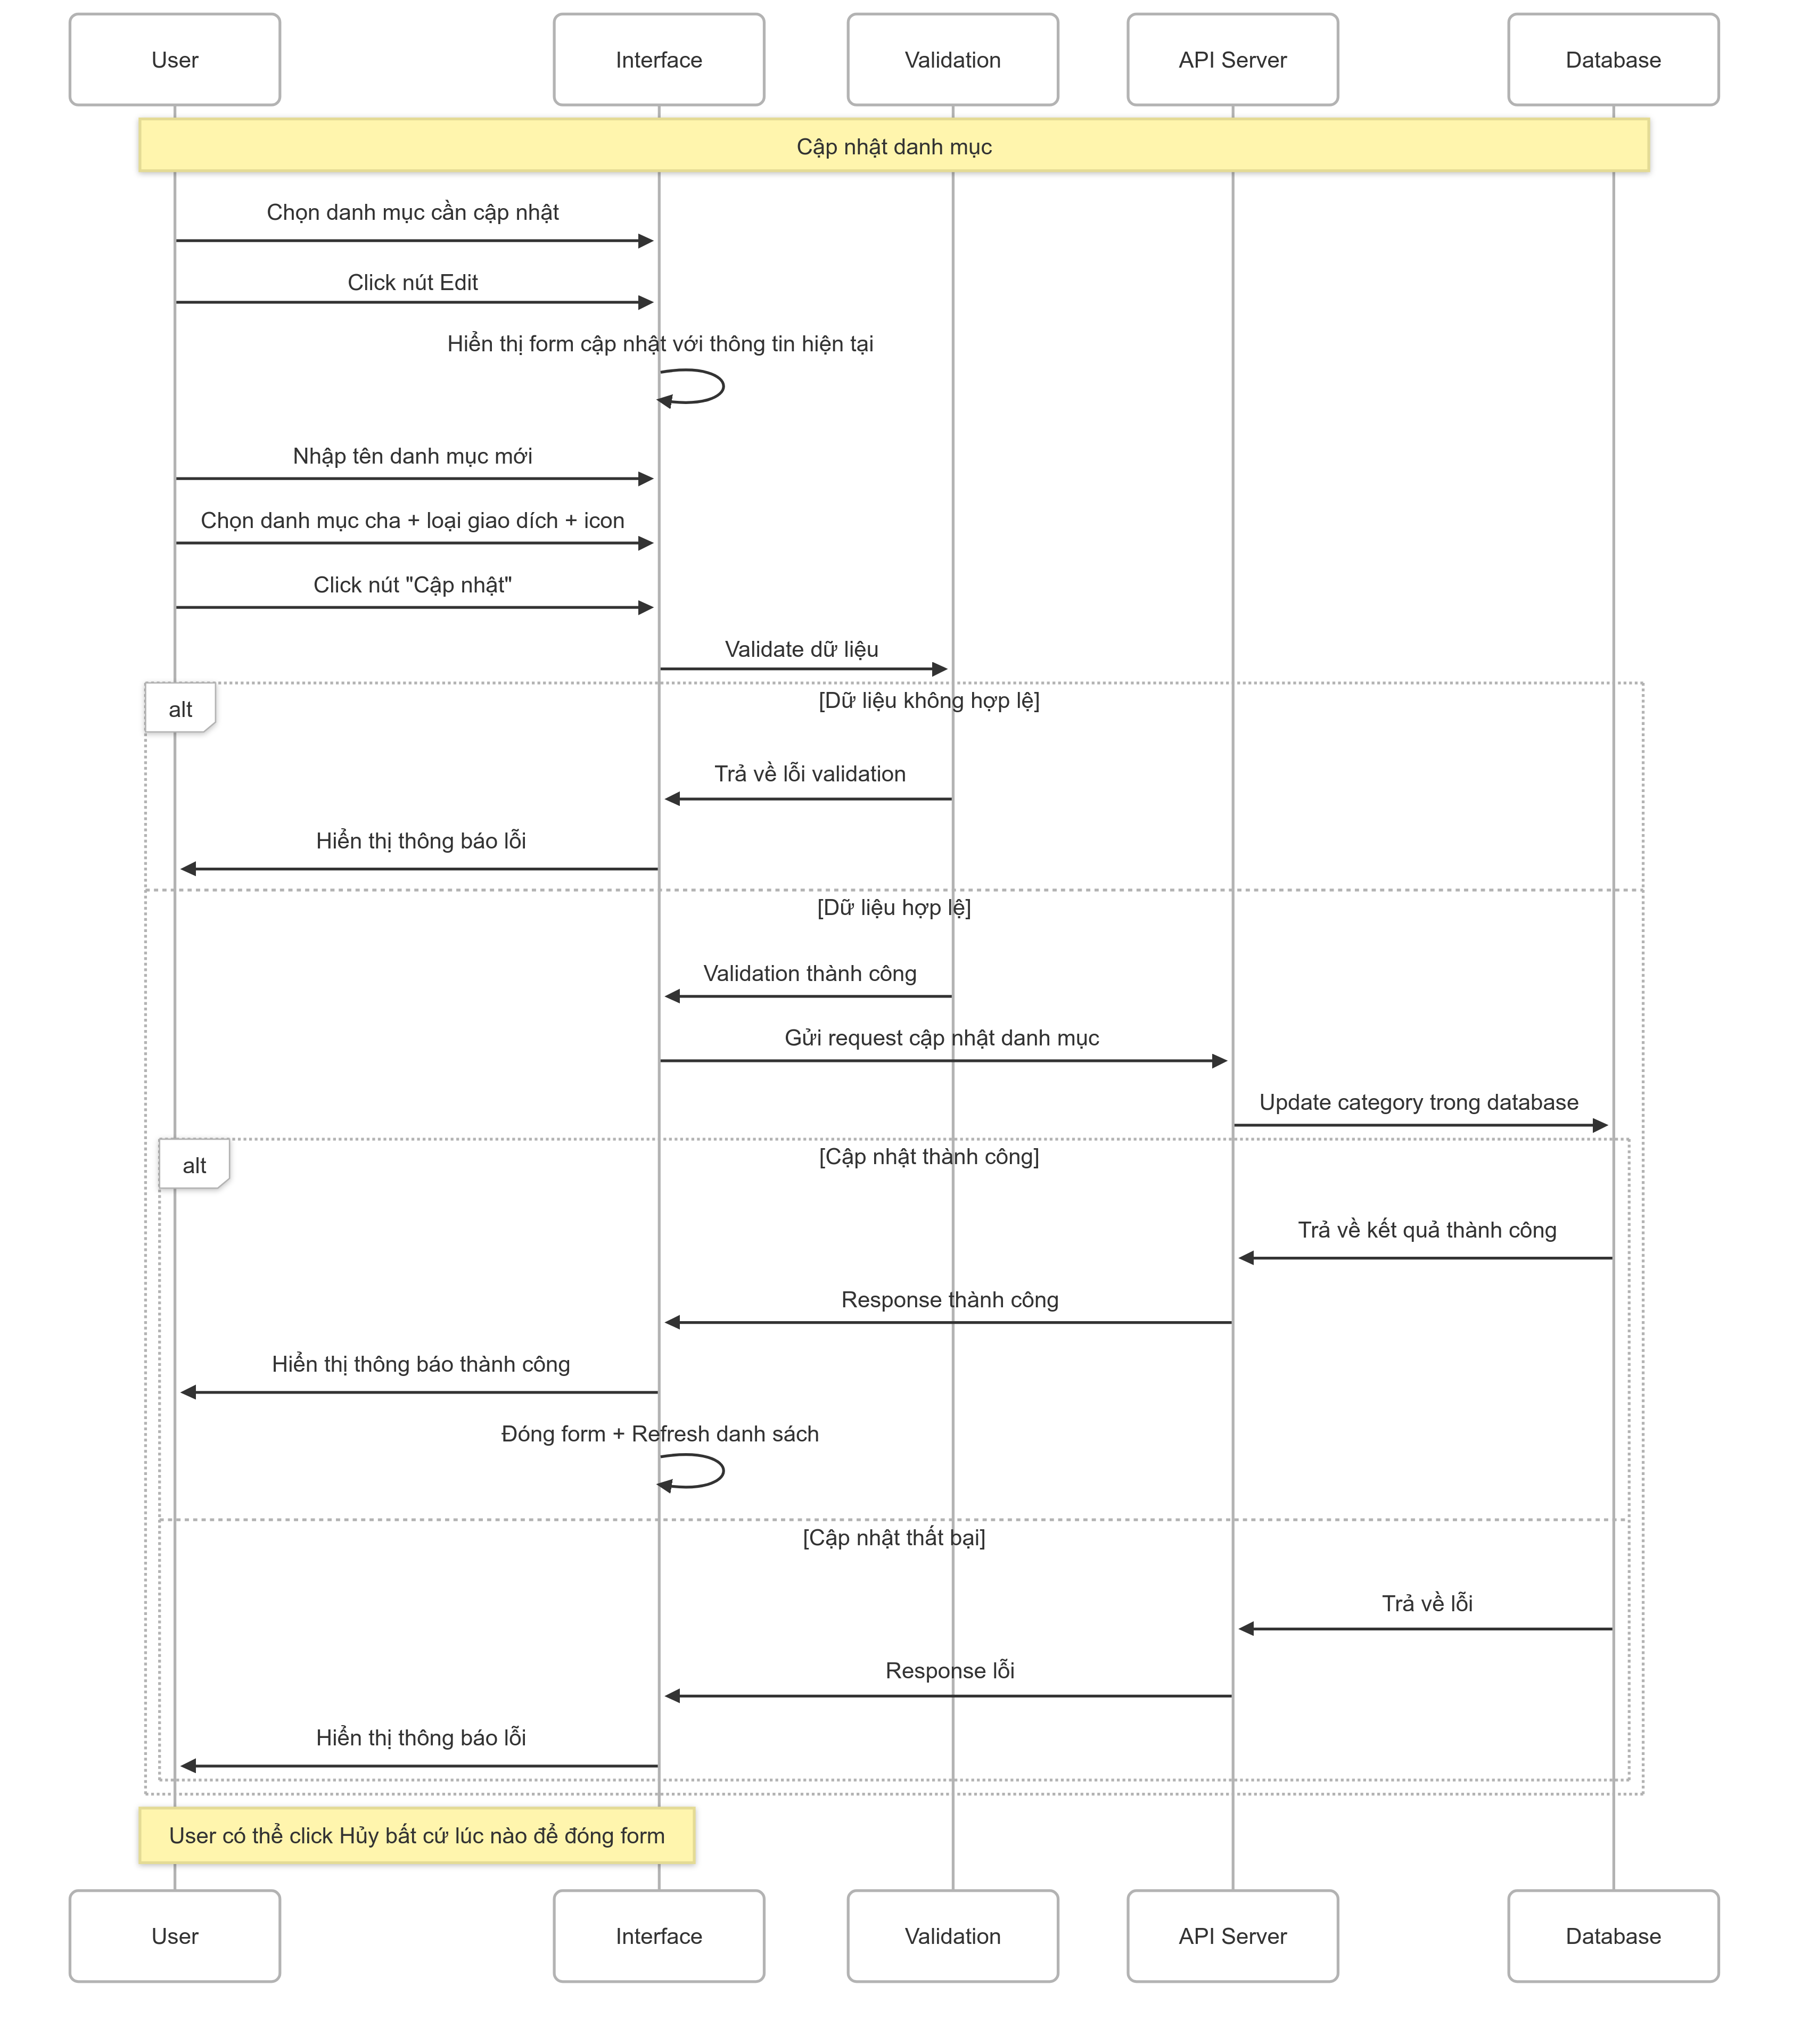 User
Interface
Validation
API Server
Database
Cập nhật danh mục
Chọn danh mục cần cập nhật
Click nút Edit
Hiển thị form cập nhật với thông tin hiện tại
Nhập tên danh mục mới
Chọn danh mục cha + loại giao dích + icon
Click nút "Cập nhật"
Validate dữ liệu
alt
[Dữ liệu không hợp lệ]
Trả về lỗi validation
Hiển thị thông báo lỗi
[Dữ liệu hợp lệ]
Validation thành công
Gửi request cập nhật danh mục
Update category trong database
alt
[Cập nhật thành công]
Trả về kết quả thành công
Response thành công
Hiển thị thông báo thành công
Đóng form + Refresh danh sách
[Cập nhật thất bại]
Trả về lỗi
Response lỗi
Hiển thị thông báo lỗi
User có thể click Hủy bất cứ lúc nào để đóng form
User
Interface
Validation
API Server
Database